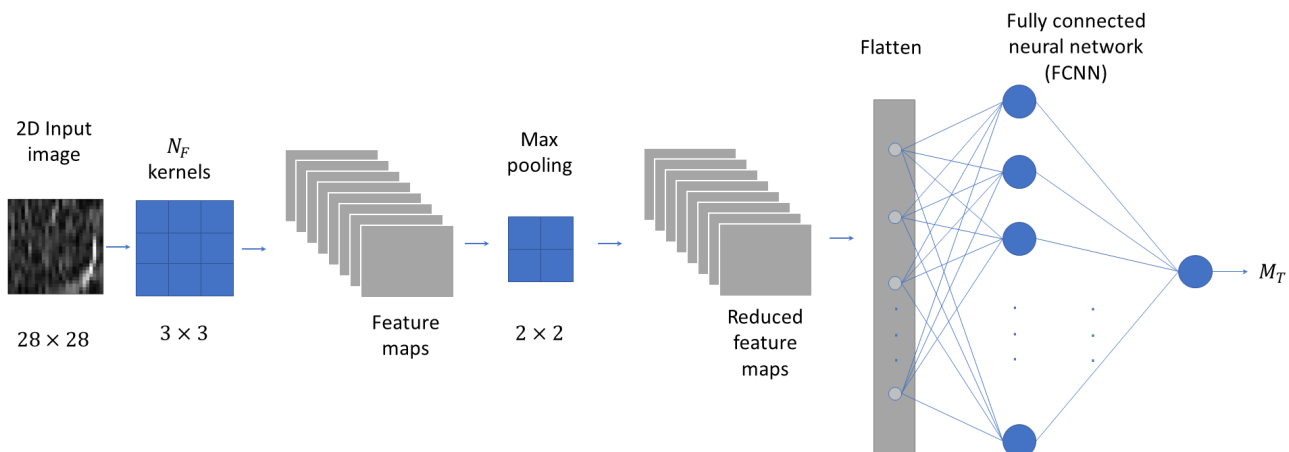 2D Input
image
28 × 28
N_F
kernels
3 × 3
Feature
maps
Max
pooling
2 × 2
Reduced
feature
maps
Flatten
Fully connected
neural network
(FCNN)
M_T